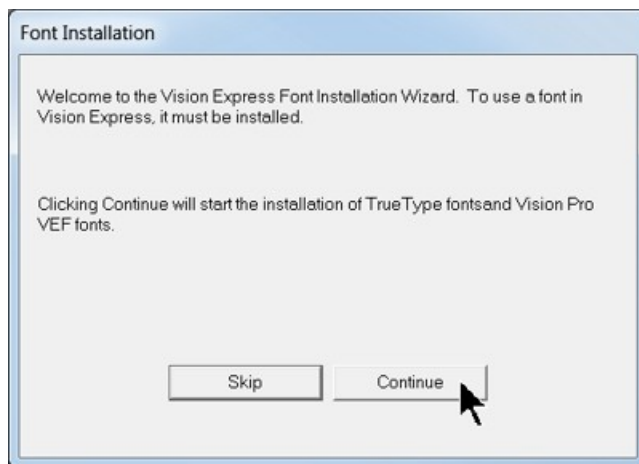 Font Installation
Welcome to the Vision Express Font Installation Wizard. To use a font in
Vision Express, it must be installed.
Clicking Continue will start the installation of TrueType fontsand Vision Pro
VEF fonts.
Skip
Continue